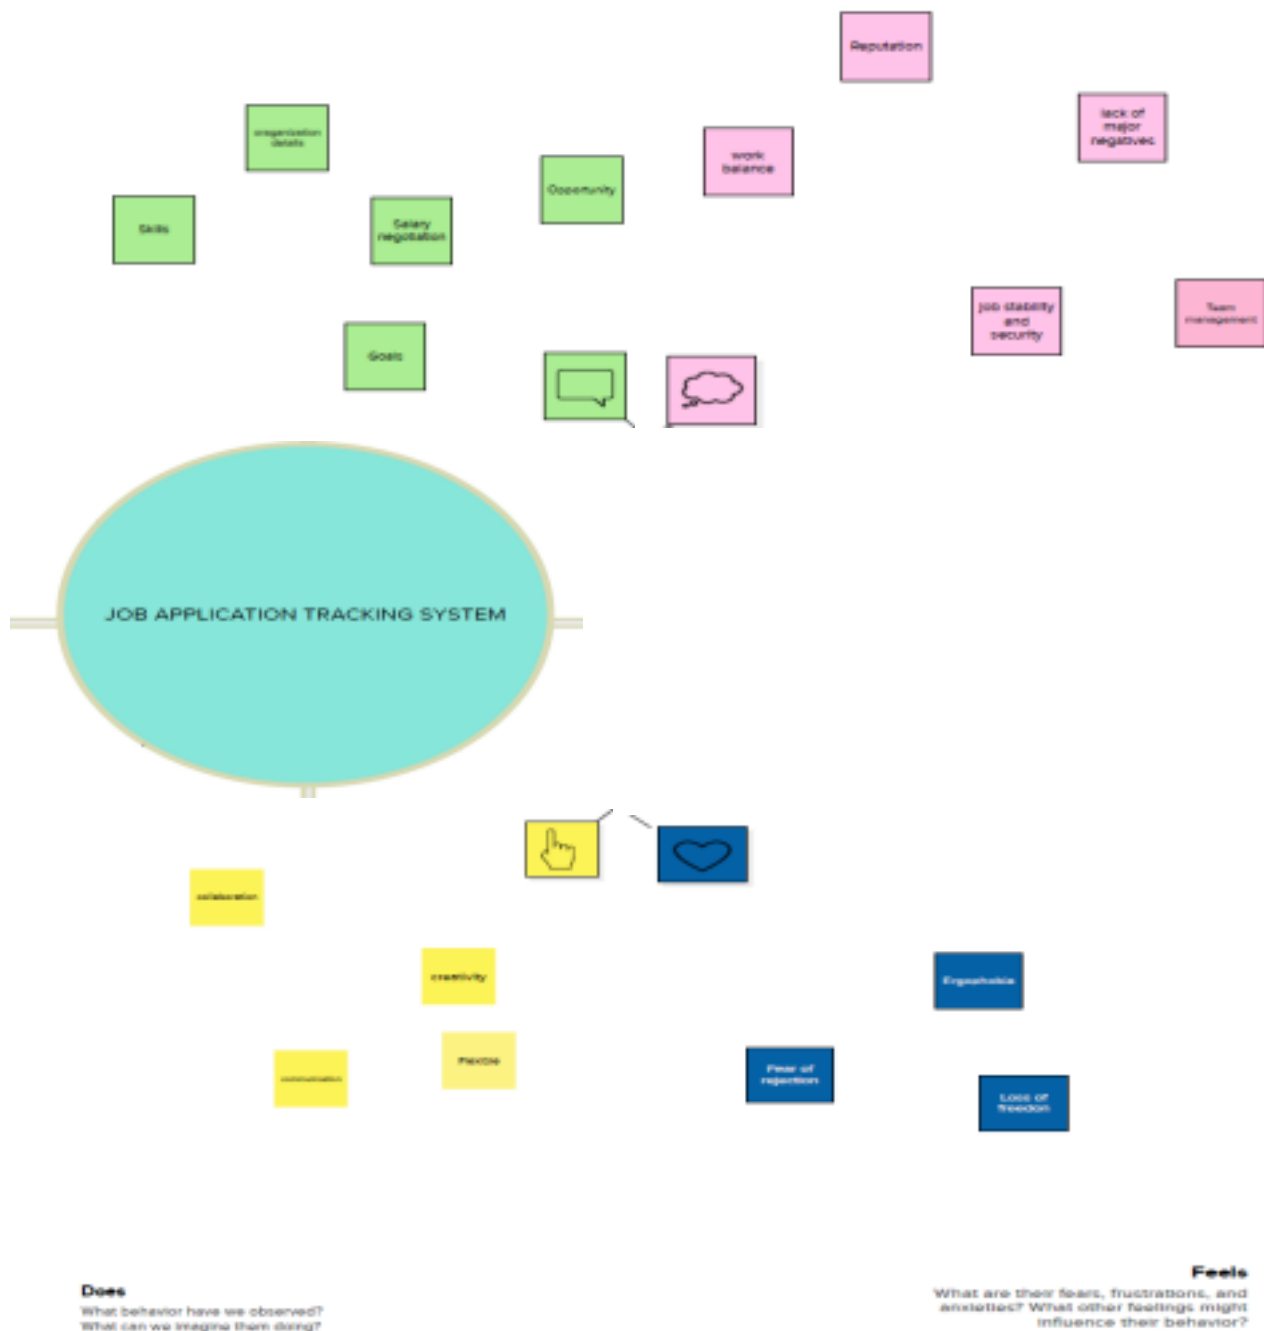 Reputation
lack of
major
negatives
oraganization
details
work
balance
Opportunity
Skills
Salary
negotiation
Job stability
and
security
Team
management
Goals
JOB APPLICATION TRACKING SYSTEM
collaboration
creativity
Ergophobia
Flexible
Fear of
rejection
communication
Loss of
freedom
Feels
Does
What are their fears, frustrations, and
anxieties? What other feelings might
influence their behavior?
What behavior have we observed?
What can we imagine them doing?